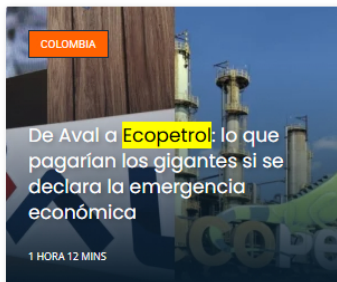 COLOMBIA
De Aval a Ecopetrol: lo que
pagarían los gigantes si se
declara la emergencia
económica
1 HORA 12 MINS